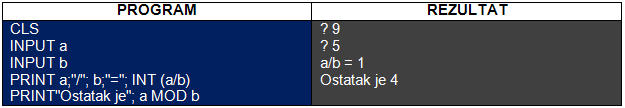 PROGRAM
REZULTAT
CLS
INPUT a
INPUT b
PRINT a;"/"; b;"="; INT (a/b)
PRINT"Ostatak je"; a MOD b
? 9
? 5
a/b = 1
Ostatak je 4